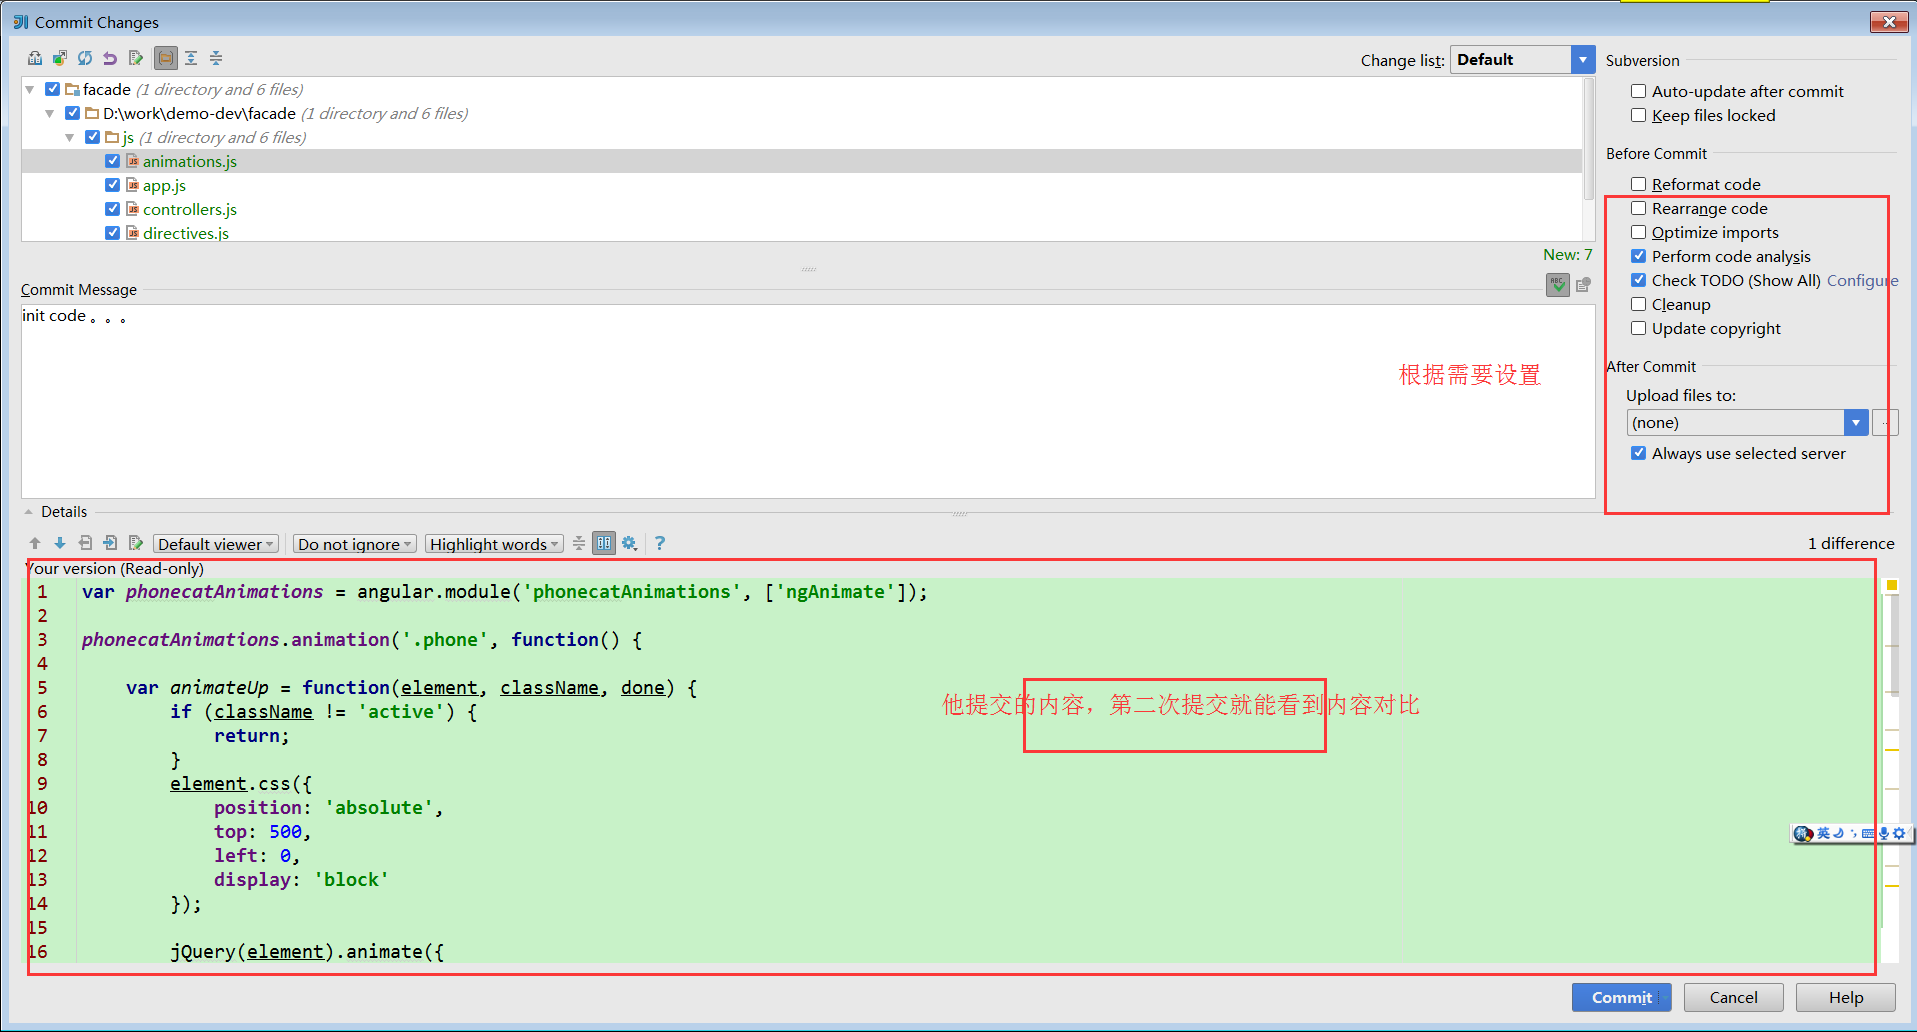 Commit Changes
Change list: Default
facade (1 directory and 6 files)
D:\work\demo-dev\facade (1 directory and 6 files)
js (1 directory and 6 files)
animations.js
app.js
controllers.js
directives.js
New: 7
Commit Message
init code 。。。
根据需要设置
Subversion
Auto-update after commit
Keep files locked
Before Commit
Reformat code
Rearrange code
Optimize imports
Perform code analysis
Check TODO (Show All) Configure
Cleanup
Update copyright
After Commit
Upload files to:
(none)
Always use selected server
Details
Default viewer Do not ignore Highlight words ? 1 difference
Your version (Read-only)
1 var phonecatAnimations = angular.module('phonecatAnimations', ['ngAnimate']);
2
3 phonecatAnimations.animation('.phone', function() {
4
5 var animateUp = function(element, className, done) {
6 if (className != 'active') {
7 return;
8 }
9 element.css({
10 position: 'absolute',
11 top: 500,
12 left: 0,
13 display: 'block'
14 });
15
16 jQuery(element).animate({
他提交的内容，第二次提交就能看到内容对比
英
Commit Cancel Help